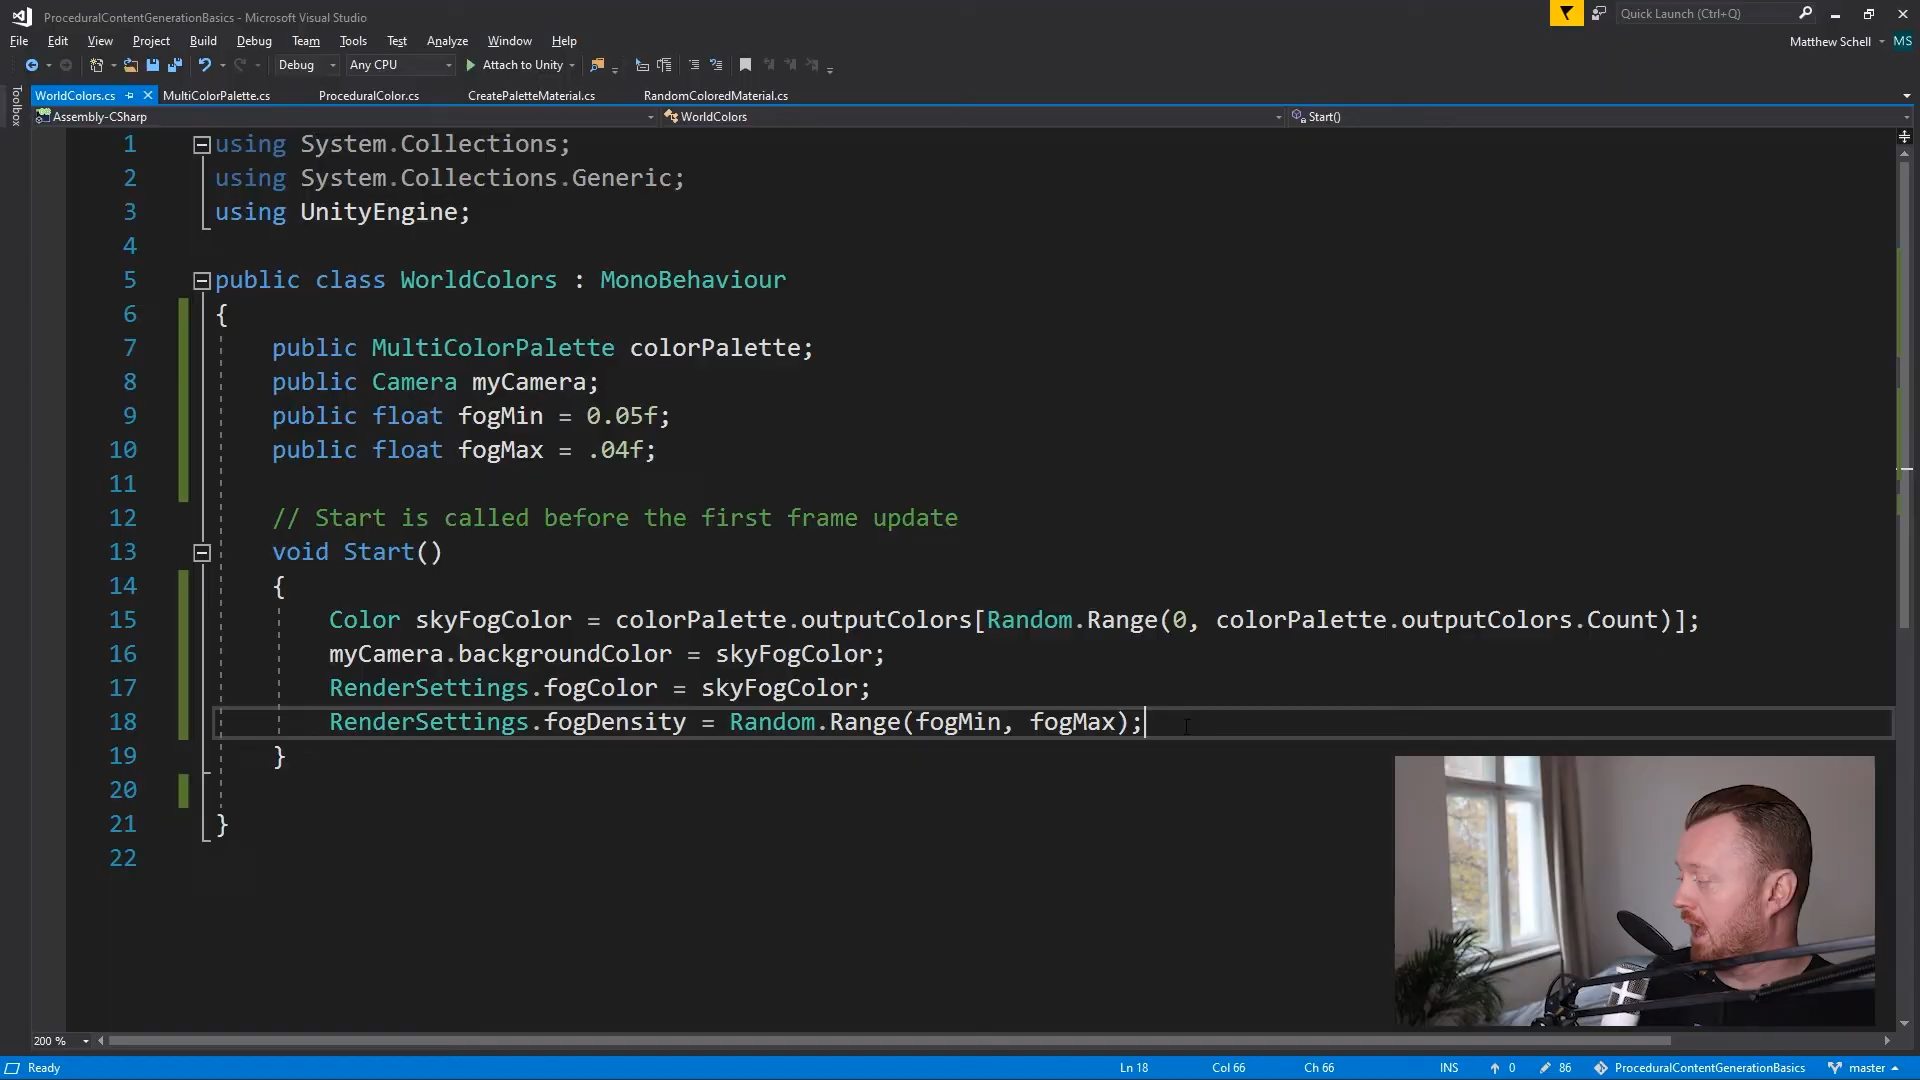 ProceduralContentGenerationBasics - Microsoft Visual Studio
Quick Launch (Ctrl+Q)
File Edit View Project Build Debug Team Tools Test Analyze Window Help
Matthew Schell MS
Debug Any CPU Attach to Unity
Toolbox
WorldColors.cs MultiColorPalette.cs ProceduralColor.cs CreatePaletteMaterial.cs RandomColoredMaterial.cs
Assembly-CSharp WorldColors Start()
1 using System.Collections;
2 using System.Collections.Generic;
3 using UnityEngine;
4
5 public class WorldColors : MonoBehaviour
6 {
7 public MultiColorPalette colorPalette;
8 public Camera myCamera;
9 public float fogMin = 0.05f;
10 public float fogMax = .04f;
11
12 // Start is called before the first frame update
13 void Start()
14 {
15 Color skyFogColor = colorPalette.outputColors[Random.Range(0, colorPalette.outputColors.Count)];
16 myCamera.backgroundColor = skyFogColor;
17 RenderSettings.fogColor = skyFogColor;
18 RenderSettings.fogDensity = Random.Range(fogMin, fogMax);
19 }
20
21 }
22
200 %
Ready Ln 18 Col 66 Ch 66 INS 0 86 ProceduralContentGenerationBasics master